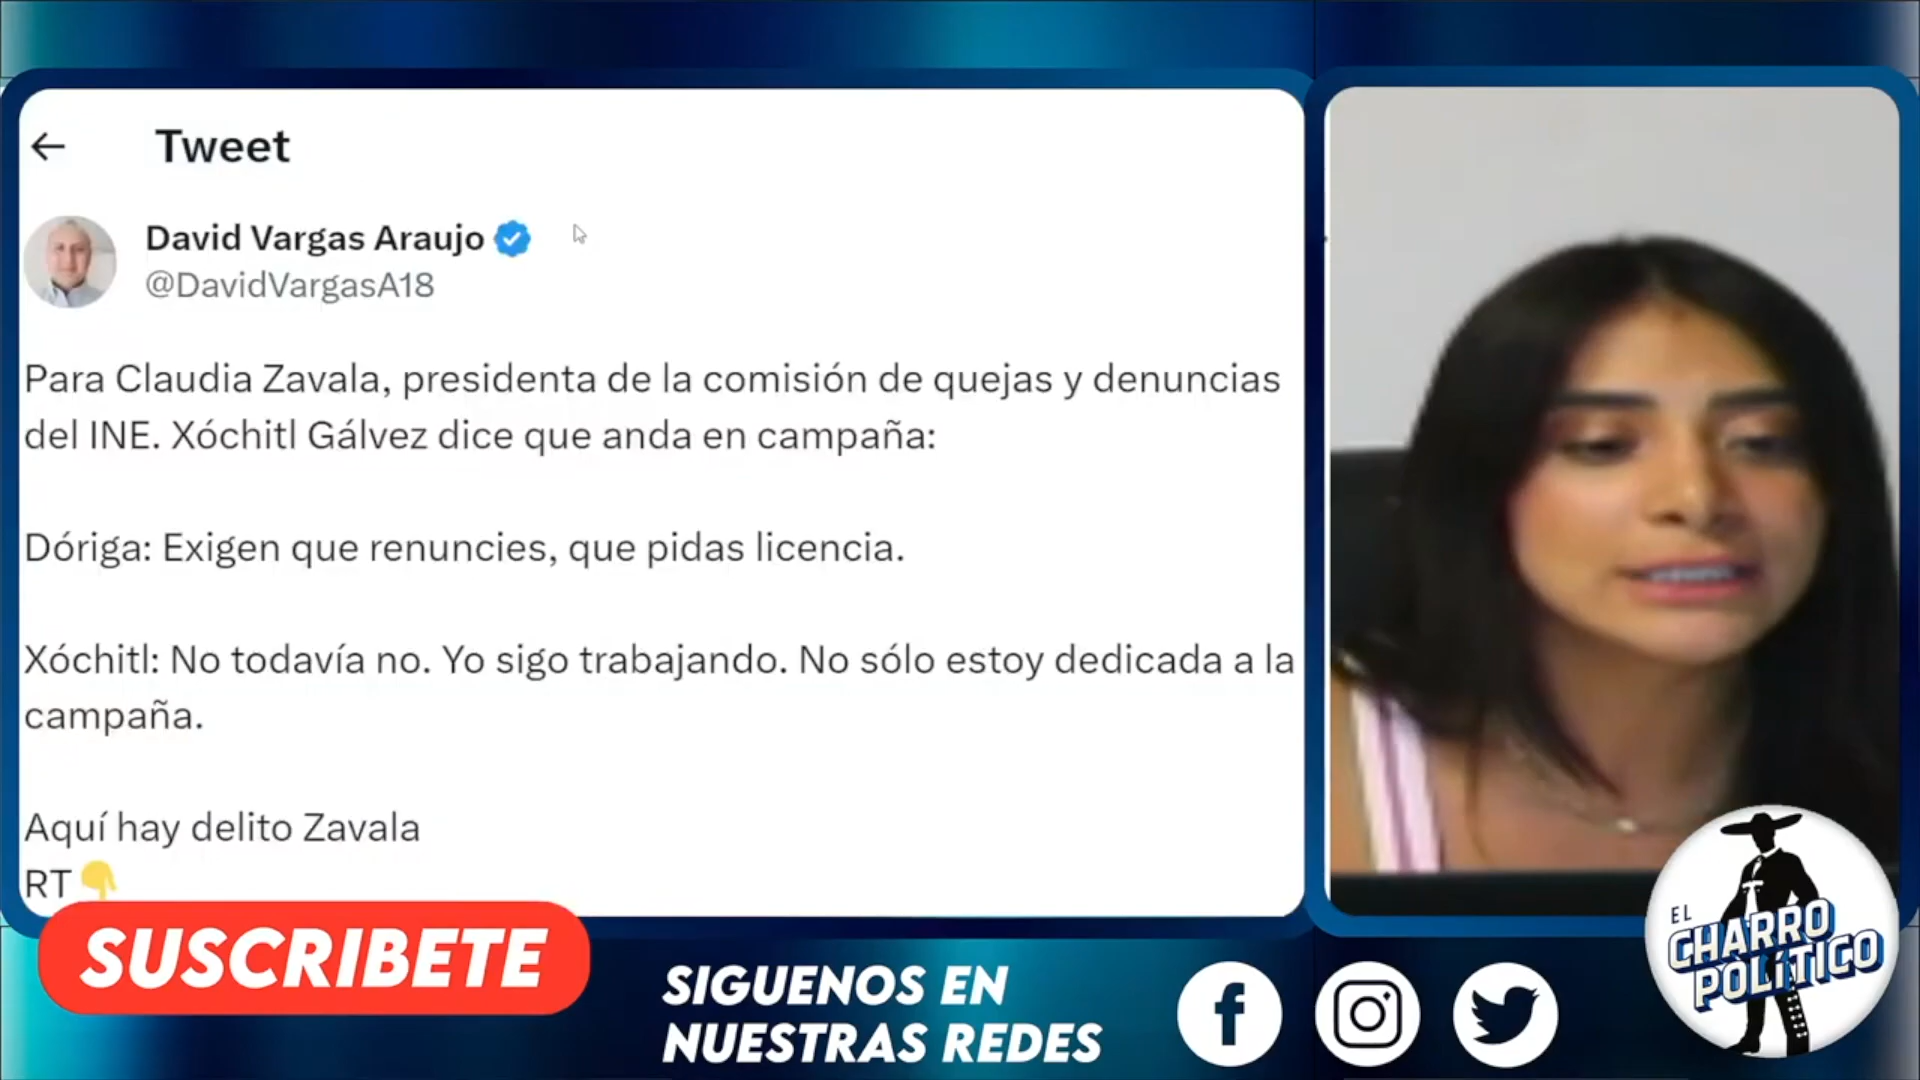 Tweet
David Vargas Araujo
@DavidVargasA18
Para Claudia Zavala, presidenta de la comisión de quejas y denuncias
del INE. Xóchitl Gálvez dice que anda en campaña:
Dóriga: Exigen que renuncies, que pidas licencia.
Xóchitl: No todavía no. Yo sigo trabajando. No sólo estoy dedicada a la
campaña.
Aquí hay delito Zavala
RT👇
SUSCRIBETE
SIGUENOS EN
NUESTRAS REDES
EL
CHARRO
POLÍTICO